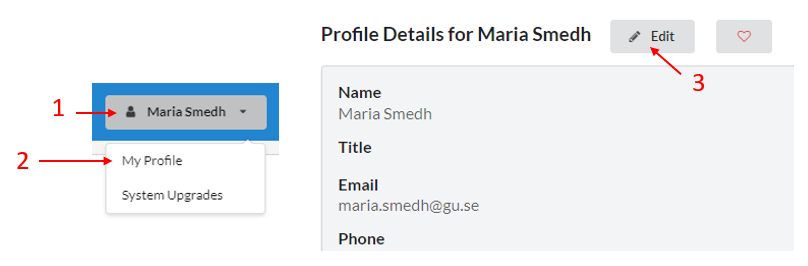 1
Maria Smedh
2
My Profile
System Upgrades
Profile Details for Maria Smedh
Edit
3
Name
Maria Smedh
Title
Email
maria.smedh@gu.se
Phone